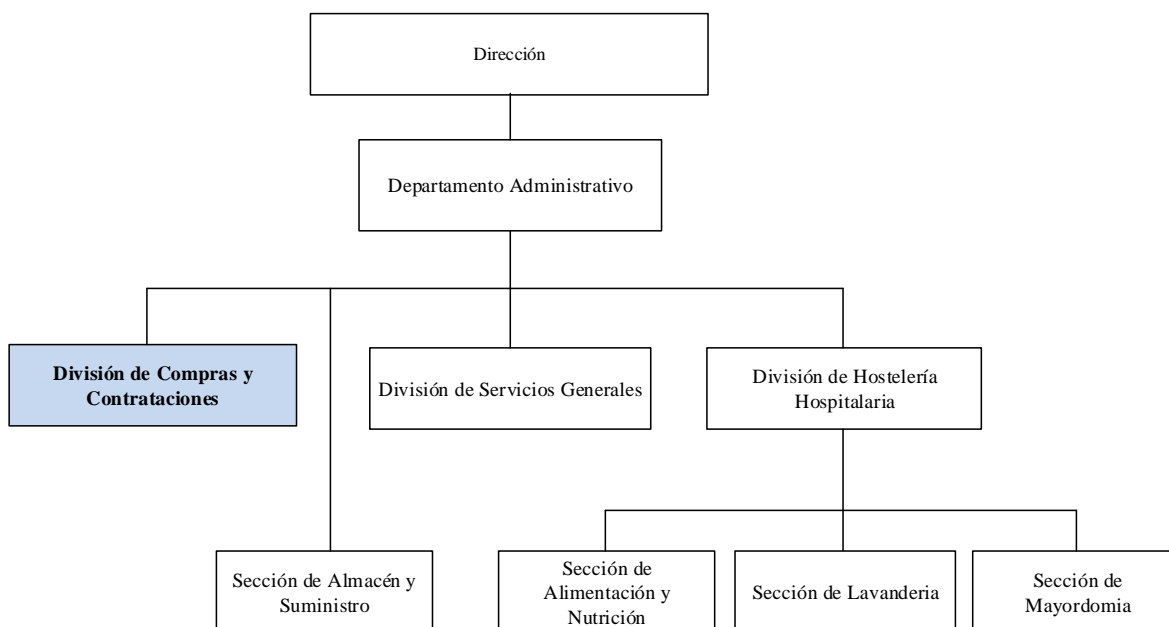 Dirección
Departamento Administrativo
División de Compras y
Contrataciones
División de Servicios Generales
División de Hostelería
Hospitalaria
Sección de Almacén y
Suministro
Sección de
Alimentación y
Nutrición
Sección de Lavanderia
Sección de
Mayordomia